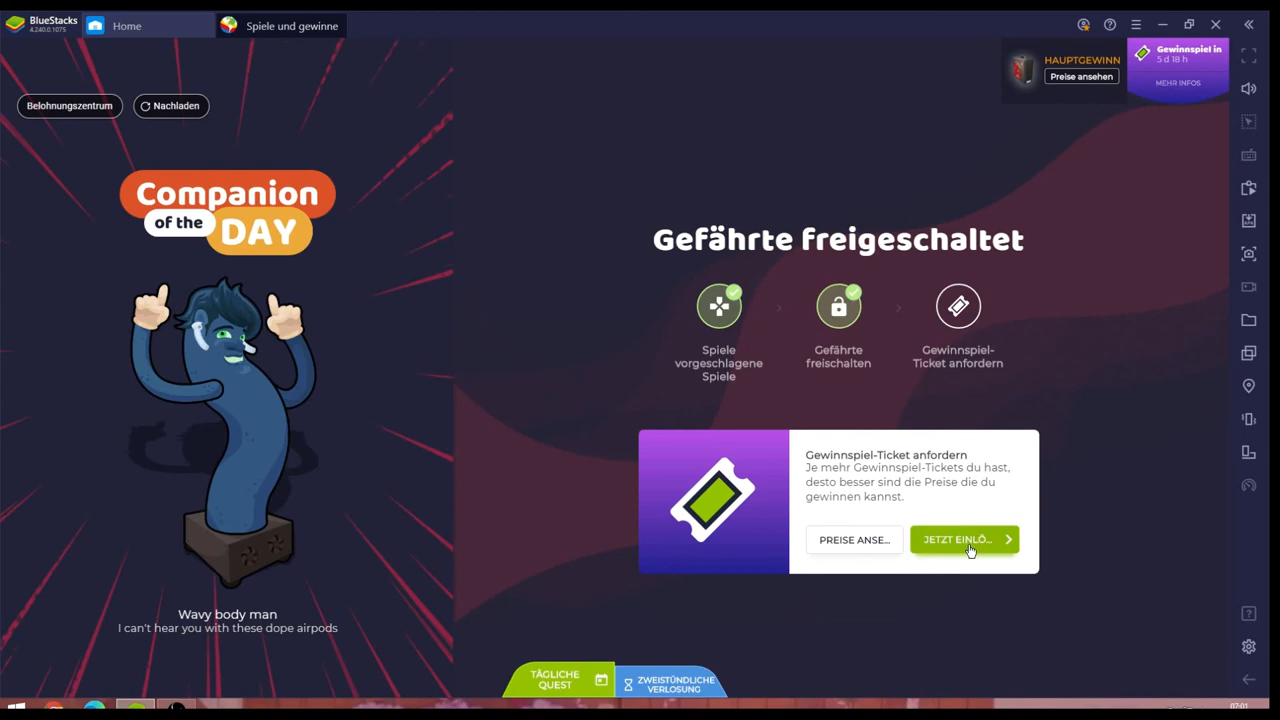 BlueStacks
4.240.0.1075
Home
Spiele und gewinne
HAUPTGEWINN
Preise ansehen
Gewinnspiel in
5 d 18 h
MEHR INFOS
Belohnungszentrum
Nachladen
Companion
of the
DAY
Gefährte freigeschaltet
Spiele
vorgeschlagene
Spiele
Gefährte
freischalten
Gewinnspiel-
Ticket anfordern
Gewinnspiel-Ticket anfordern
Je mehr Gewinnspiel-Tickets du hast,
desto besser sind die Preise die du
gewinnen kannst.
PREISE ANSE...
JETZT EINLÖ...
Wavy body man
I can't hear you with these dope airpods
TÄGLICHE
QUEST
ZWEISTÜNDLICHE
VERLOSUNG
07:01